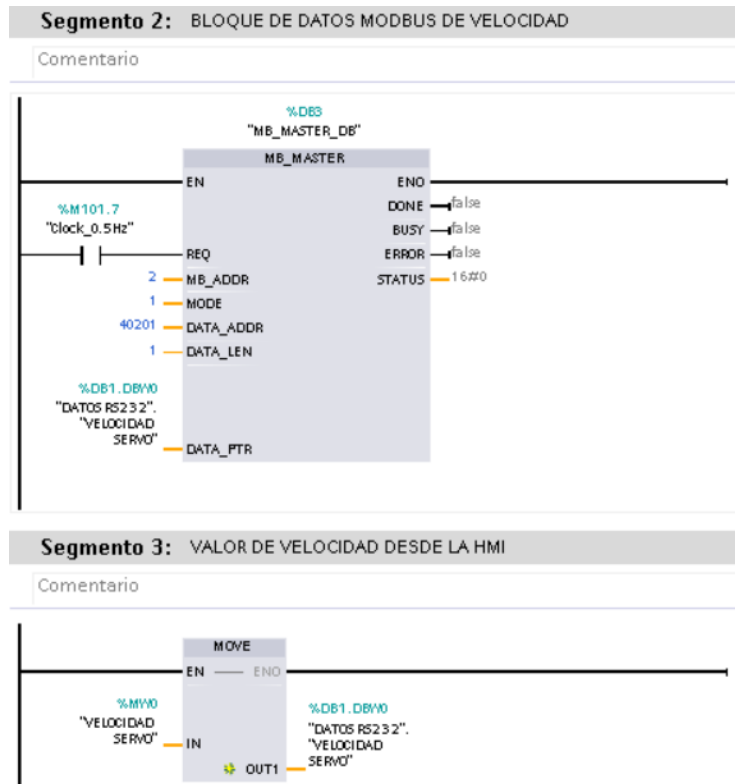 Segmento 2: BLOQUE DE DATOS MODBUS DE VELOCIDAD
Comentario
%DB3
"MB_MASTER_DB"
MB_MASTER
EN ENO
DONE false
%M101.7
"Clock_0.5Hz"
BUSY false
REQ ERROR false
2 MB_ADDR STATUS 16#0
1 MODE
40201 DATA_ADDR
1 DATA_LEN
%DB1.DBW0
"DATOS RS232".
"VELOCIDAD
SERVO"
DATA_PTR
Segmento 3: VALOR DE VELOCIDAD DESDE LA HMI
Comentario
MOVE
EN ENO
%MW0
"VELOCIDAD
SERVO" IN
%DB1.DBW0
"DATOS RS232".
"VELOCIDAD
SERVO"
OUT1